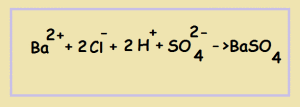 Ba²⁺ + 2 Cl⁻ + 2 H⁺ + SO₄²⁻ –>BaSO₄